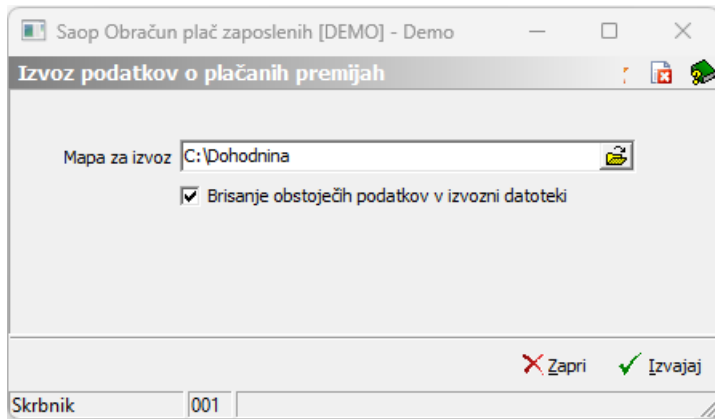 Saop Obračun plač zaposlenih [DEMO] - Demo
Izvoz podatkov o plačanih premijah
Mapa za izvoz C:\Dohodnina
Brisanje obstoječih podatkov v izvozni datoteki
Zapri Izvajaj
Skrbnik 001